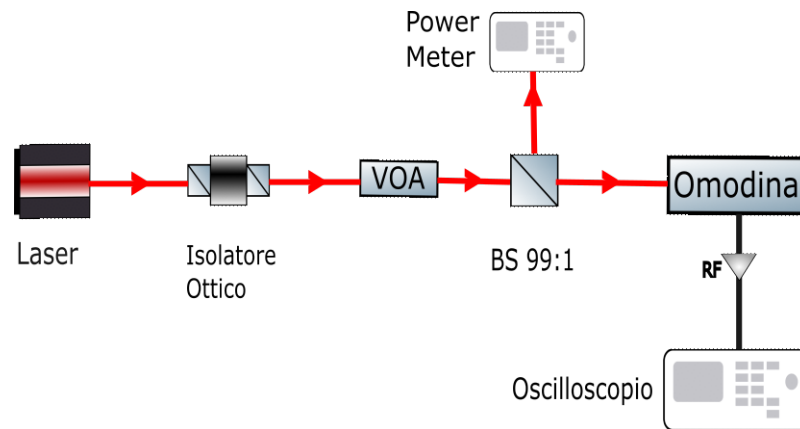 Power
Meter
VOA
Omodina
Laser
Isolatore
Ottico
BS 99:1
RF
Oscilloscopio